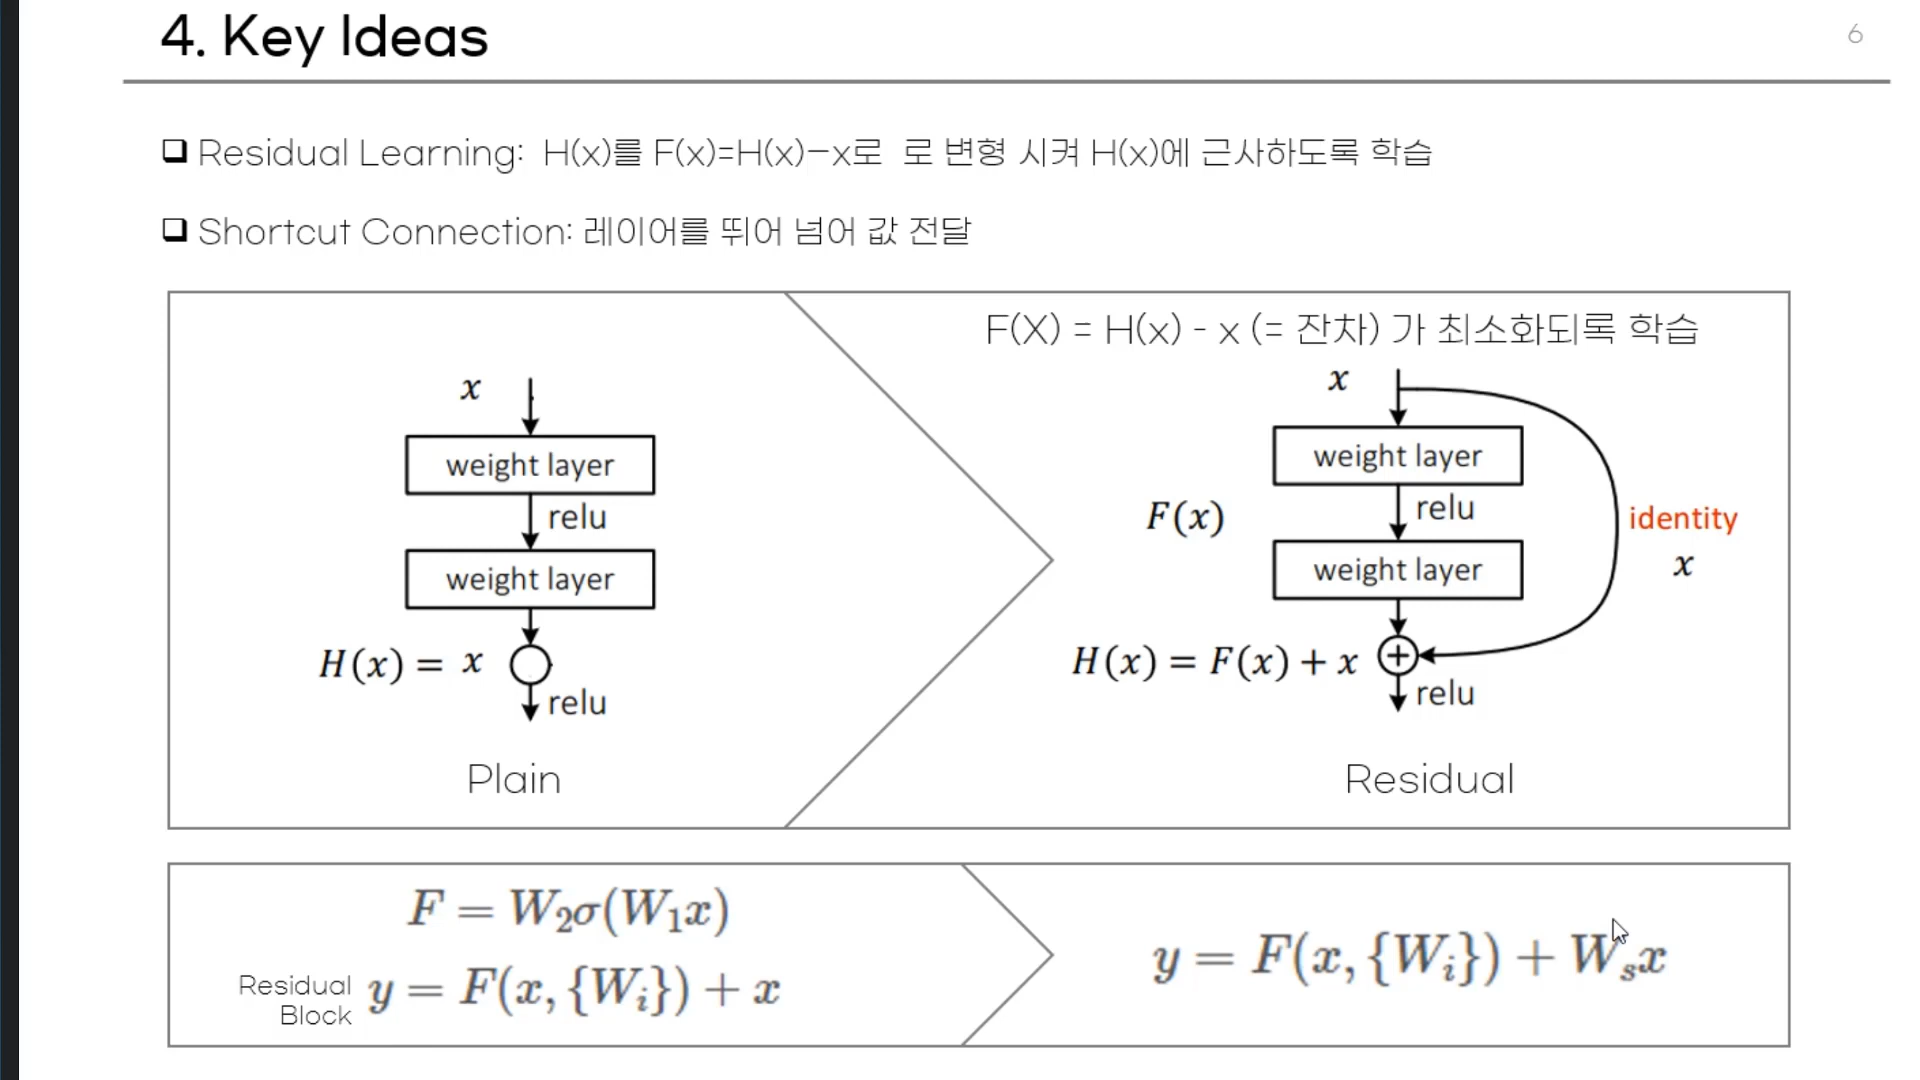 4. Key Ideas
6
Residual Learning: H(x)를 F(x)=H(x)−x로 로 변형 시켜 H(x)에 근사하도록 학습
Shortcut Connection: 레이어를 뛰어 넘어 값 전달
x
weight layer
relu
weight layer
H(x) = x
relu
Plain
F(X) = H(x) - x (= 잔차) 가 최소화되록 학습
x
weight layer
F(x)
relu
identity
weight layer
x
H(x) = F(x) + x
+
relu
Residual
F = W₂σ(W₁x)
Residual
Block
y = F(x, {Wᵢ}) + x
y = F(x, {Wᵢ}) + Wₛx